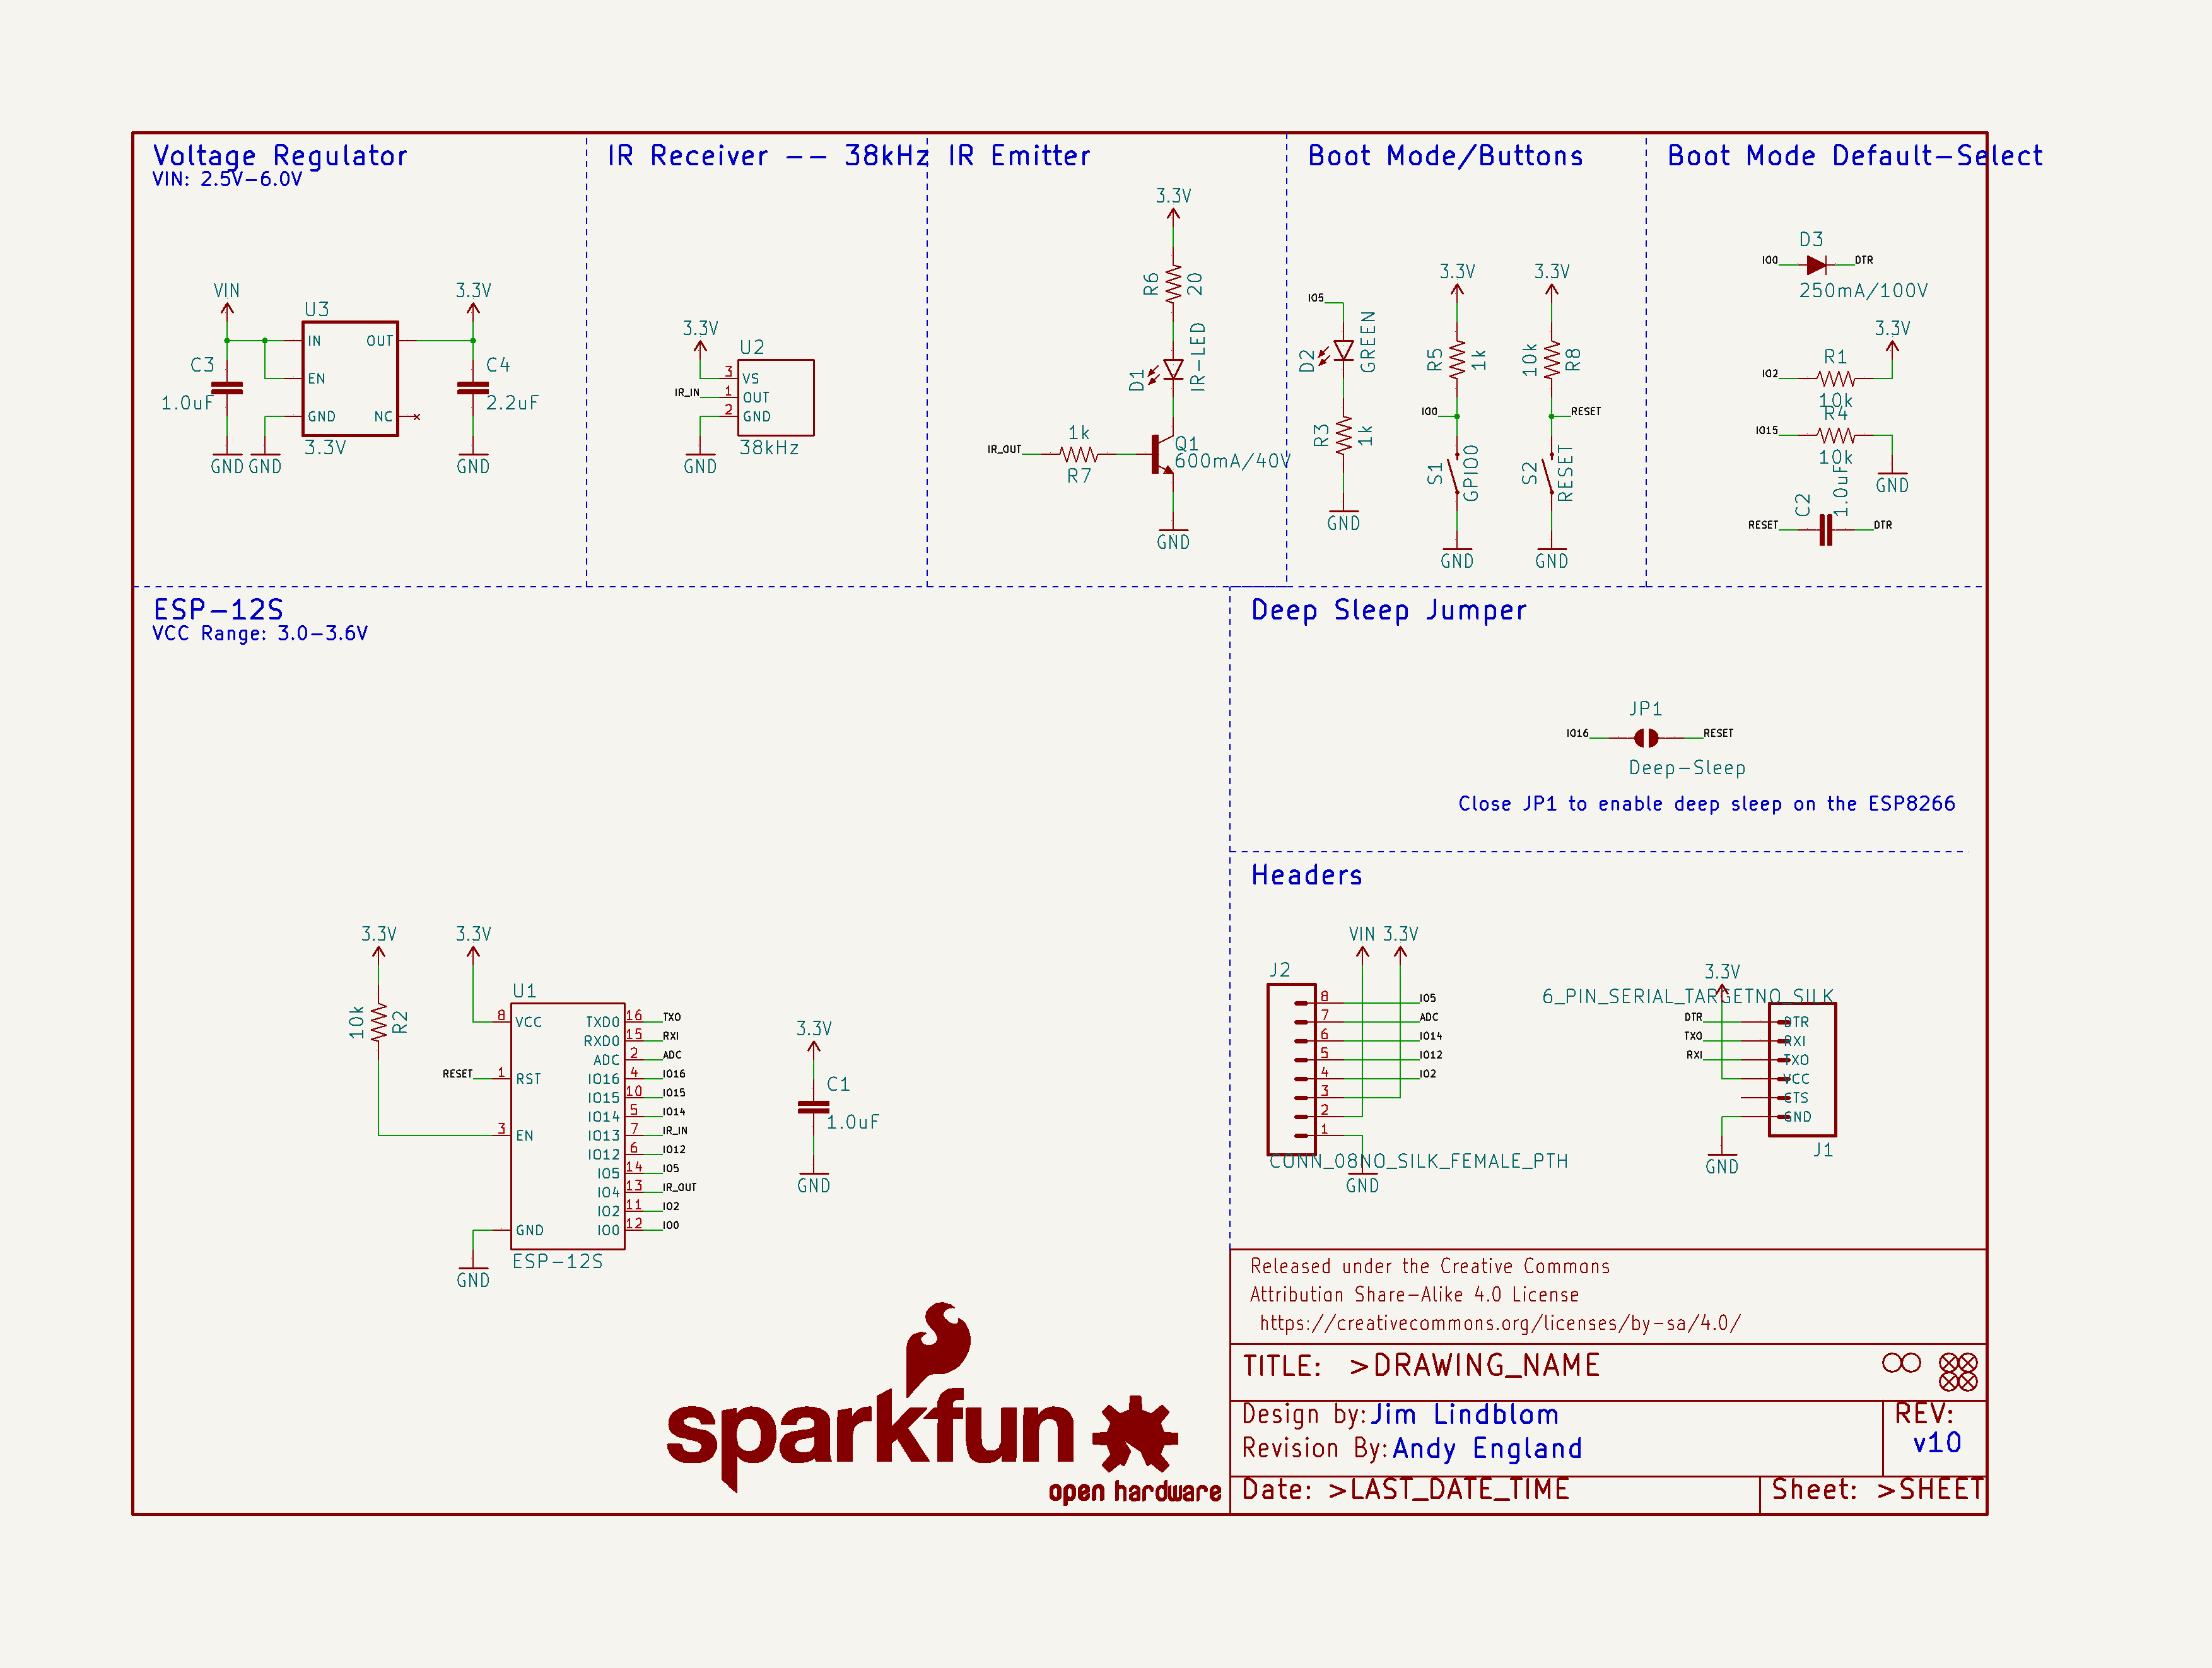 Voltage Regulator
VIN: 2.5V-6.0V
VIN
3.3V
U3
IN
OUT
EN
GND
NC
C3
1.0uF
C4
2.2uF
3.3V
GND
GND
GND
IR Receiver -- 38kHz
3.3V
U2
3
VS
IR_IN
1
OUT
2
GND
38kHz
GND
IR Emitter
3.3V
R6
20
D1
IR-LED
IR_OUT
1k
R7
Q1
600mA/40V
GND
Boot Mode/Buttons
IO5
D2
GREEN
R3
1k
GND
3.3V
R5
1k
IO0
S1
GPIO0
GND
3.3V
10k
R8
RESET
S2
RESET
GND
Boot Mode Default-Select
D3
IO0
DTR
250mA/100V
3.3V
R1
IO2
10k
R4
IO15
10k
GND
C2
1.0uF
RESET
DTR
ESP-12S
VCC Range: 3.0-3.6V
3.3V
3.3V
10k
R2
U1
8
VCC
RESET
1
RST
3
EN
GND
GND
TXD0
16
TXO
RXD0
15
RXI
ADC
2
ADC
IO16
4
IO16
IO15
10
IO15
IO14
5
IO14
IO13
7
IR_IN
IO12
6
IO12
IO5
14
IO5
IO4
13
IR_OUT
IO2
11
IO2
IO0
12
IO0
ESP-12S
3.3V
C1
1.0uF
GND
Deep Sleep Jumper
JP1
IO16
RESET
Deep-Sleep
Close JP1 to enable deep sleep on the ESP8266
Headers
VIN
3.3V
J2
8
IO5
7
ADC
6
IO14
5
IO12
4
IO2
3
2
1
CONN_08NO_SILK_FEMALE_PTH
GND
3.3V
6_PIN_SERIAL_TARGETNO_SILK
DTR
DTR
TXO
RXI
RXI
TXO
VCC
CTS
GND
J1
GND
Released under the Creative Commons
Attribution Share-Alike 4.0 License
https://creativecommons.org/licenses/by-sa/4.0/
TITLE: >DRAWING_NAME
Design by: Jim Lindblom
Revision By: Andy England
REV:
v10
Date: >LAST_DATE_TIME
Sheet: >SHEET
sparkfun
open hardware